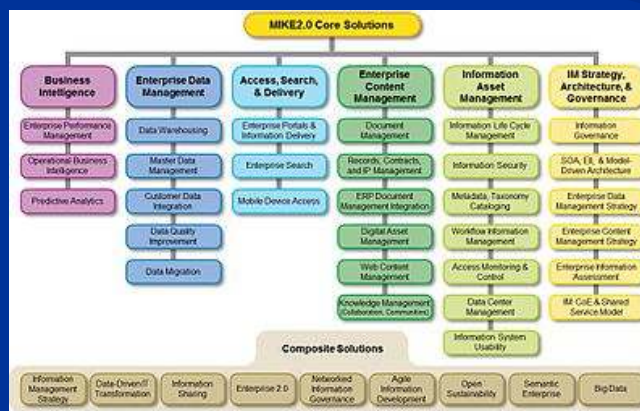 MIKE2.0 Core Solutions
Business
Intelligence
Enterprise Performance
Management
Operational Business
Intelligence
Predictive Analytics
Enterprise Data
Management
Data Warehousing
Master Data
Management
Customer Data
Integration
Data Quality
Improvement
Data Migration
Access, Search,
& Delivery
Enterprise Portals &
Information Delivery
Enterprise Search
Mobile Device Access
Enterprise
Content
Management
Document
Management
Records, Contracts,
and IP Management
ERP Document
Management Integration
Digital Asset
Management
Web Content
Management
Knowledge Management
(Collaboration, Communities)
Information
Asset
Management
Information Life Cycle
Management
Information Security
Metadata, Taxonomy
Cataloging
Workflow Information
Management
Access Monitoring &
Control
Data Center
Management
Information System
Usability
IM Strategy,
Architecture, &
Governance
Information
Governance
SOA, EII, & Model-
Driven Architecture
Enterprise Data
Management Strategy
Enterprise Content
Management Strategy
Enterprise Information
Assessment
IM CoE & Shared
Service Model
Composite Solutions
Information
Management
Strategy
Data-Driven IT
Transformation
Information
Sharing
Enterprise 2.0
Networked
Information
Governance
Agile
Information
Development
Open
Sustainability
Semantic
Enterprise
Big Data